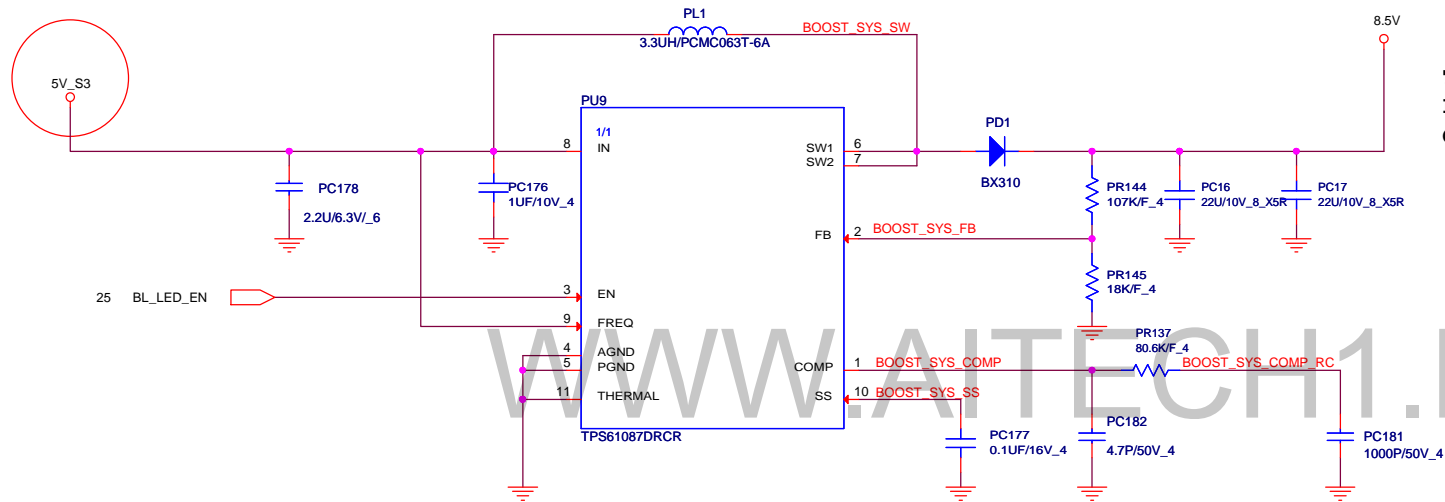 PL1
3.3UH/PCMC063T-6A
BOOST_SYS_SW
8.5V
5V_S3
PU9
1/1
8 IN
SW1 6
SW2 7
PD1
BX310
PC178
2.2U/6.3V/_6
PC176
1UF/10V_4
PR144
107K/F_4
PC16
22U/10V_8_X5R
PC17
22U/10V_8_X5R
FB 2 BOOST_SYS_FB
PR145
18K/F_4
25 BL_LED_EN
3 EN
9 FREQ
4 AGND
5 PGND
11 THERMAL
COMP 1 BOOST_SYS_COMP
PR137
80.6K/F_4
BOOST_SYS_COMP_RC
SS 10 BOOST_SYS_SS
TPS61087DRCR
PC177
0.1UF/16V_4
PC182
4.7P/50V_4
PC181
1000P/50V_4
WWW.AITECH1.